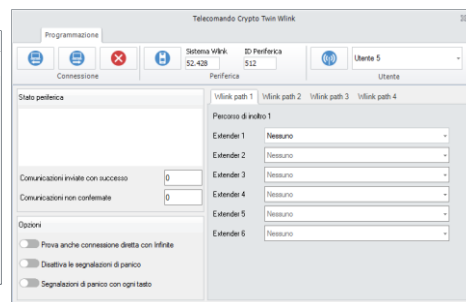 Telecomando Crypto Twin Wlink
Programmazione
Sistema Wlink ID Periferica
52.428 512
Utente 5
Connessione Periferica Utente
Stato periferica
Comunicazioni inviate con successo 0
Comunicazioni non confermate 0
Opzioni
Prova anche connessione diretta con Infinite
Disattiva le segnalazioni di panico
Segnalazioni di panico con ogni tasto
Wlink path 1 Wlink path 2 Wlink path 3 Wlink path 4
Percorso di inoltro 1
Extender 1 Nessuno
Extender 2 Nessuno
Extender 3 Nessuno
Extender 4 Nessuno
Extender 5 Nessuno
Extender 6 Nessuno